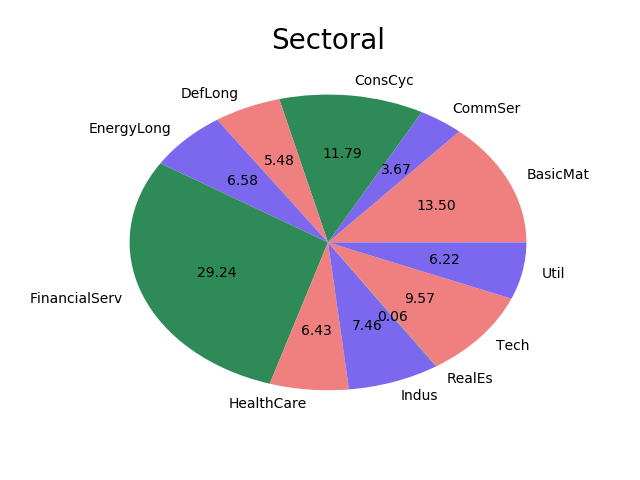 Sectoral
ConsCyc
DefLong
CommSer
EnergyLong
11.79
5.48
3.67
BasicMat
6.58
13.50
6.22
29.24
Util
FinancialServ
9.57
0.06
7.46
6.43
Tech
RealEs
Indus
HealthCare